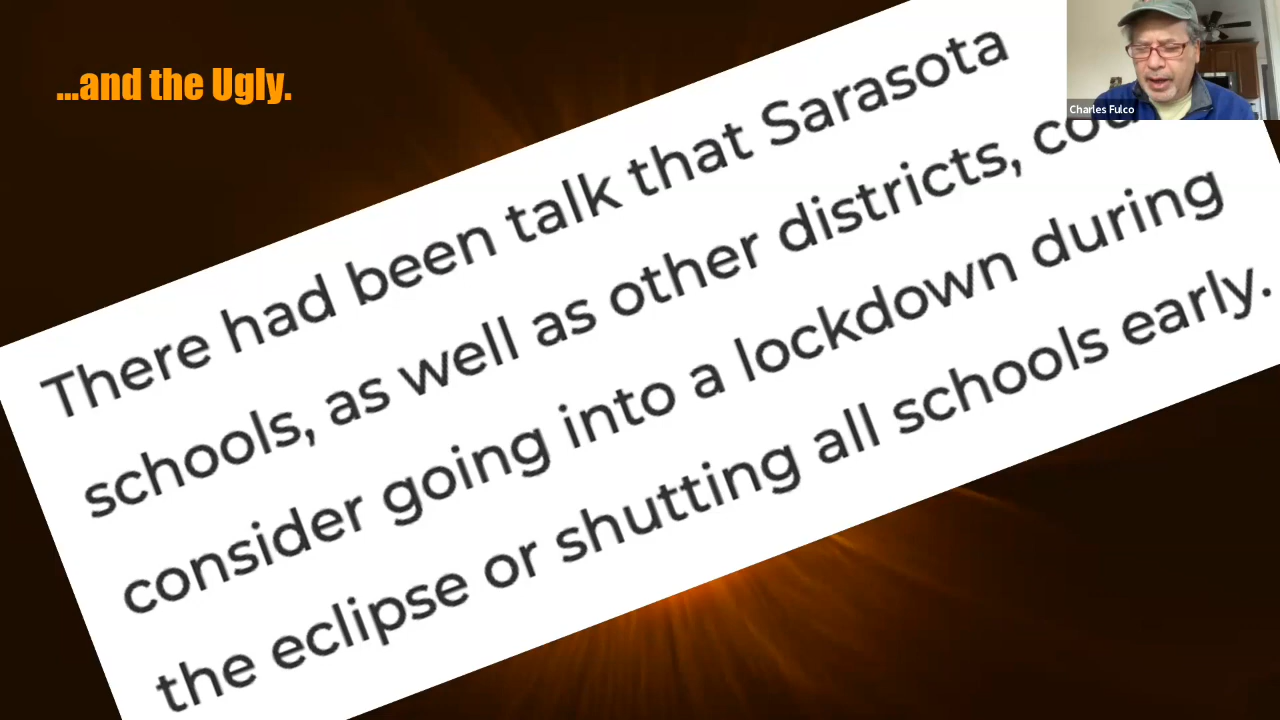 ...and the Ugly.
Charles Fulco
There had been talk that Sarasota
schools, as well as other districts,
consider going into a lockdown during
the eclipse or shutting all schools early.